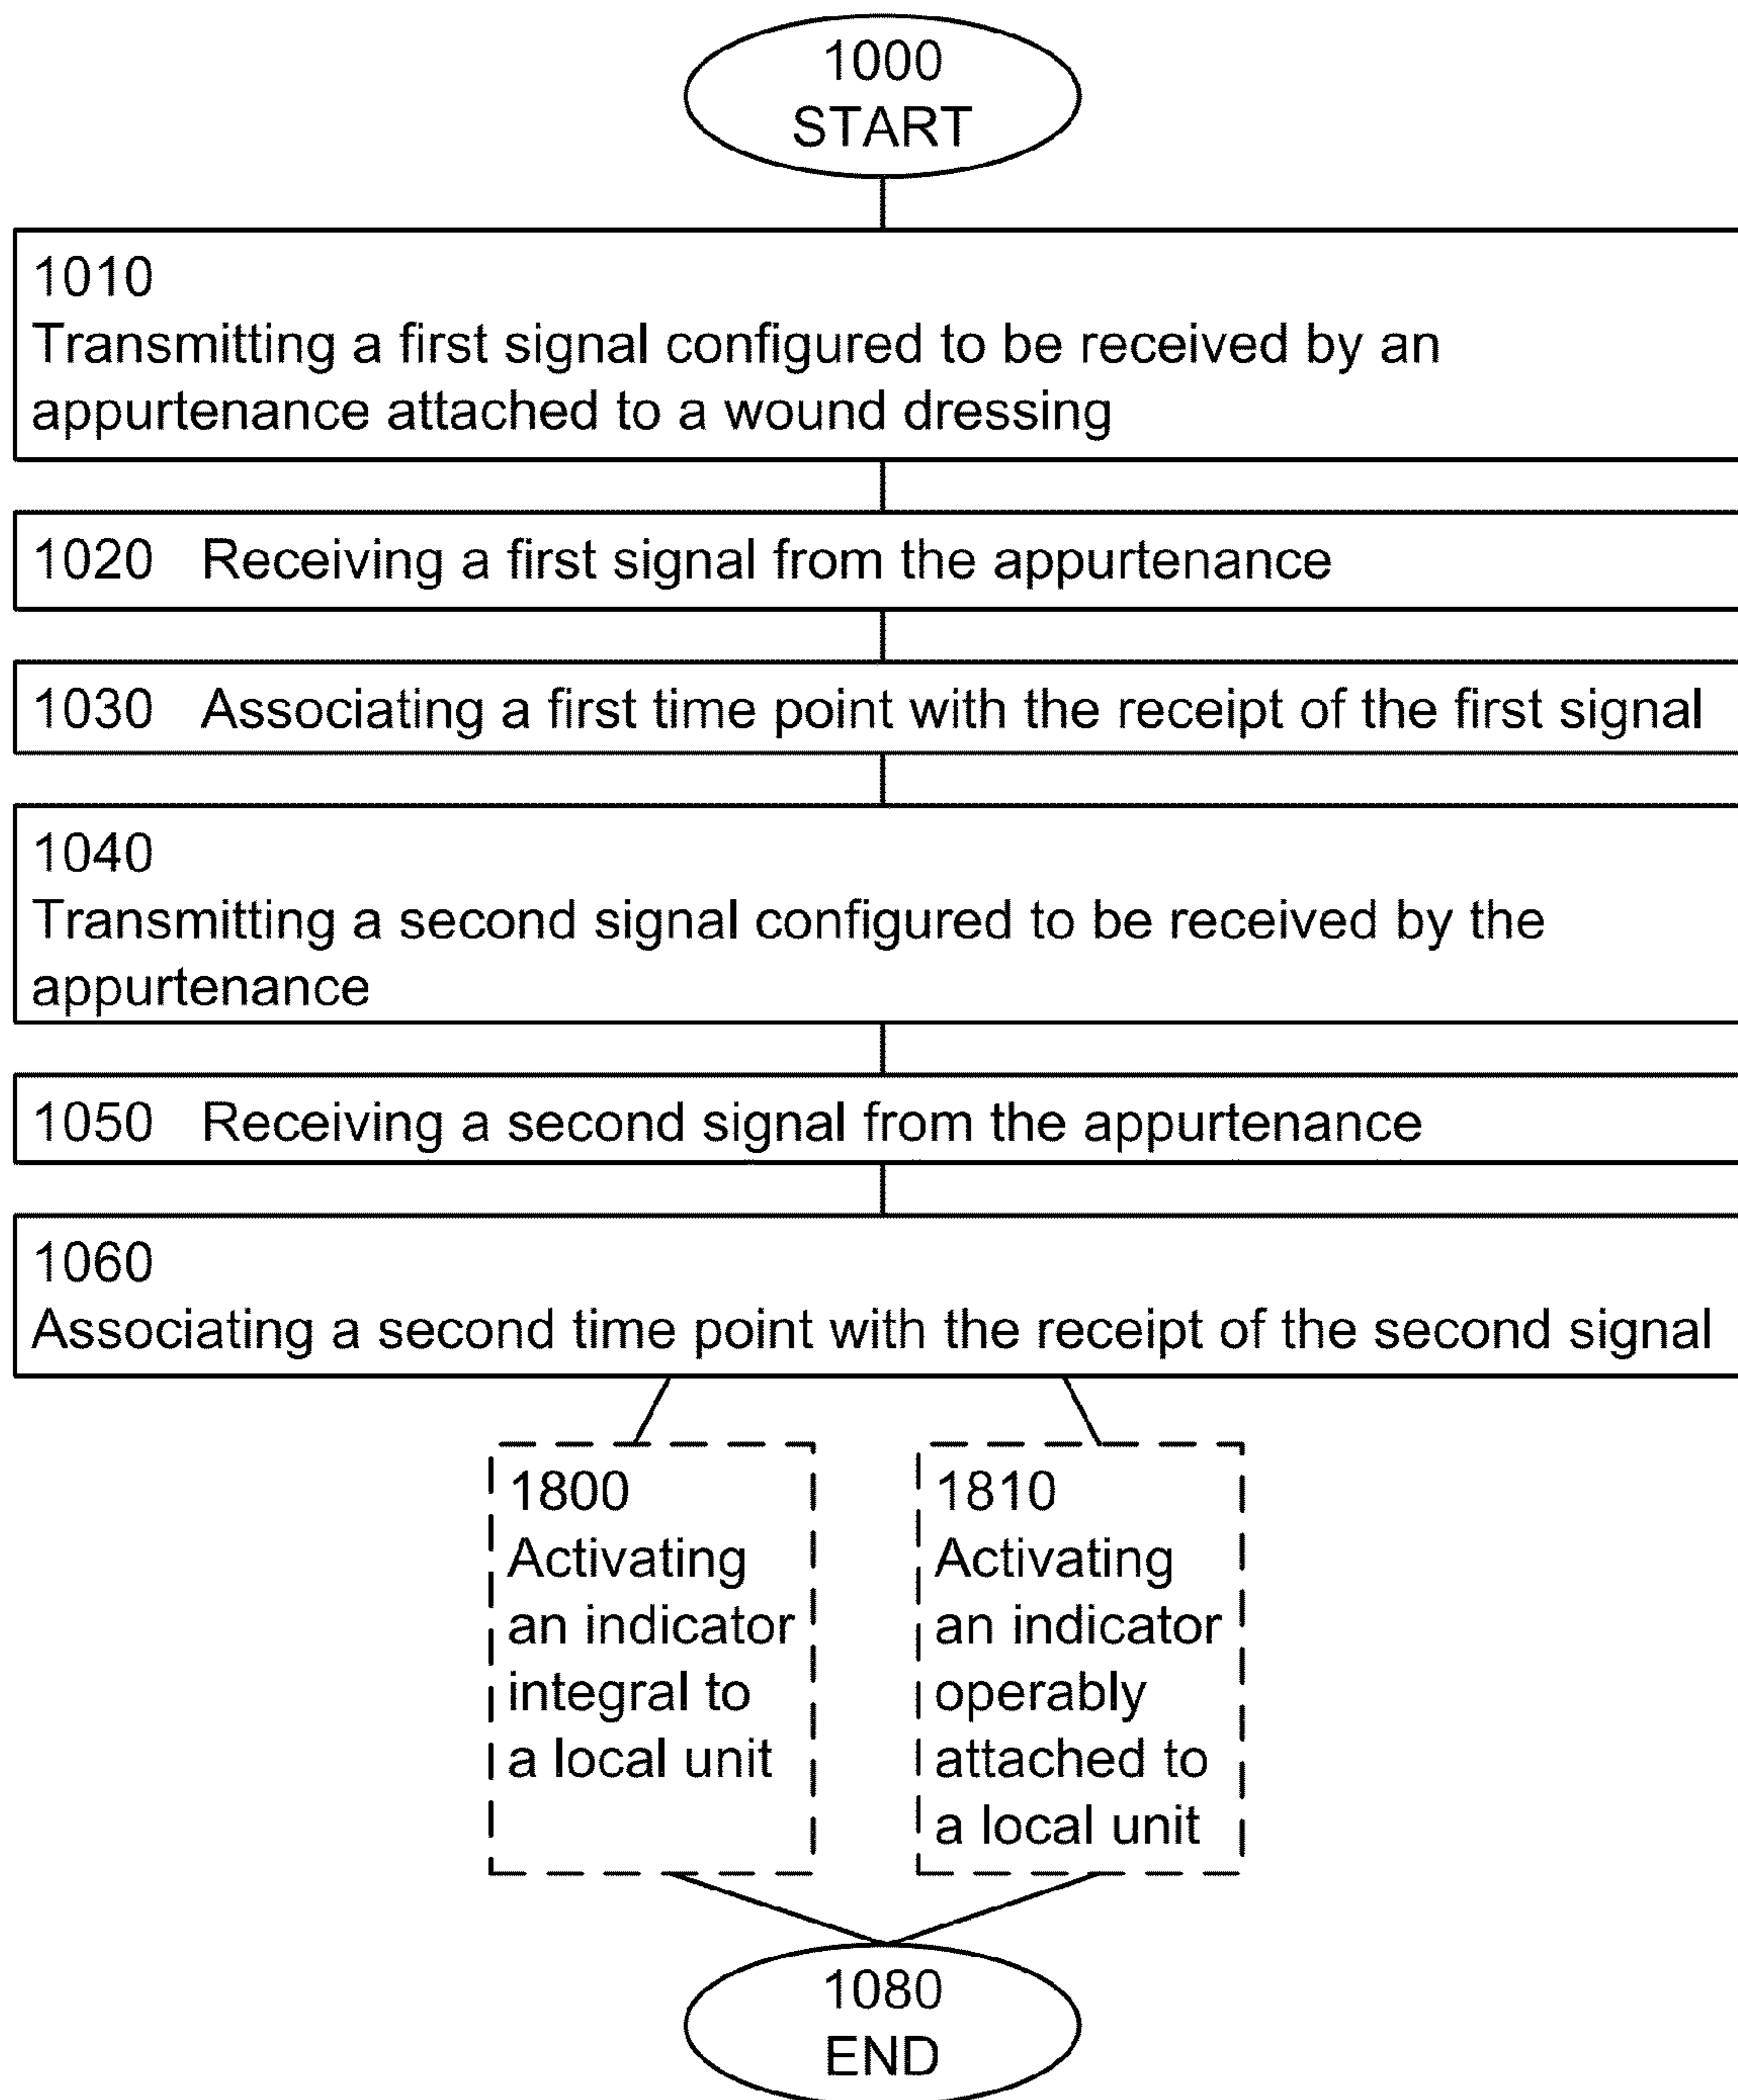 1000
START
1010
Transmitting a first signal configured to be received by an
appurtenance attached to a wound dressing
1020 Receiving a first signal from the appurtenance
1030 Associating a first time point with the receipt of the first signal
1040
Transmitting a second signal configured to be received by the
appurtenance
1050 Receiving a second signal from the appurtenance
1060
Associating a second time point with the receipt of the second signal
1800
Activating
an indicator
integral to
a local unit
1810
Activating
an indicator
operably
attached to
a local unit
1080
END